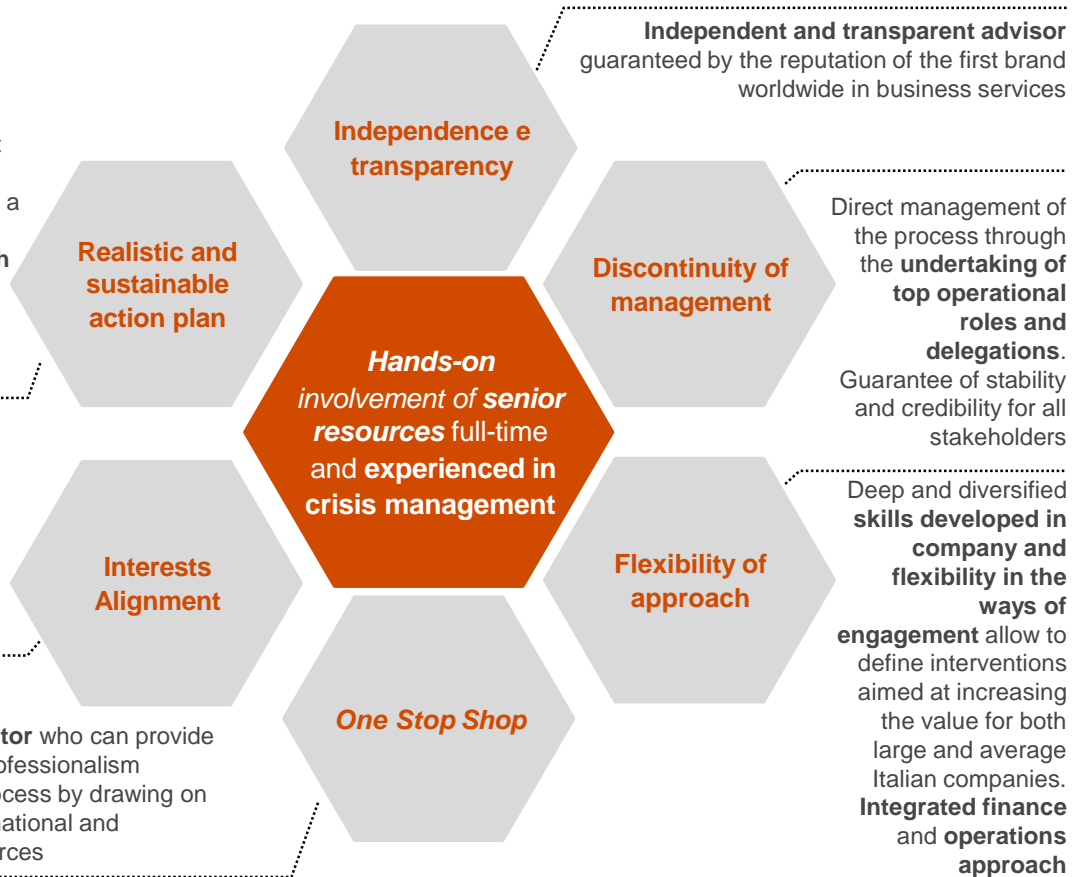 Independent and transparent advisor
guaranteed by the reputation of the first brand
worldwide in business services
Independence e
transparency
a
Realistic and
sustainable
action plan
Discontinuity of
management
Direct management of
the process through
the undertaking of
top operational
roles and
delegations.
Guarantee of stability
and credibility for all
stakeholders
Hands-on
involvement of senior
resources full-time
and experienced in
crisis management
Interests
Alignment
Flexibility of
approach
Deep and diversified
skills developed in
company and
flexibility in the
ways of
engagement allow to
define interventions
aimed at increasing
the value for both
large and average
Italian companies.
Integrated finance
and operations
approach
One Stop Shop
who can provide
by drawing on
and